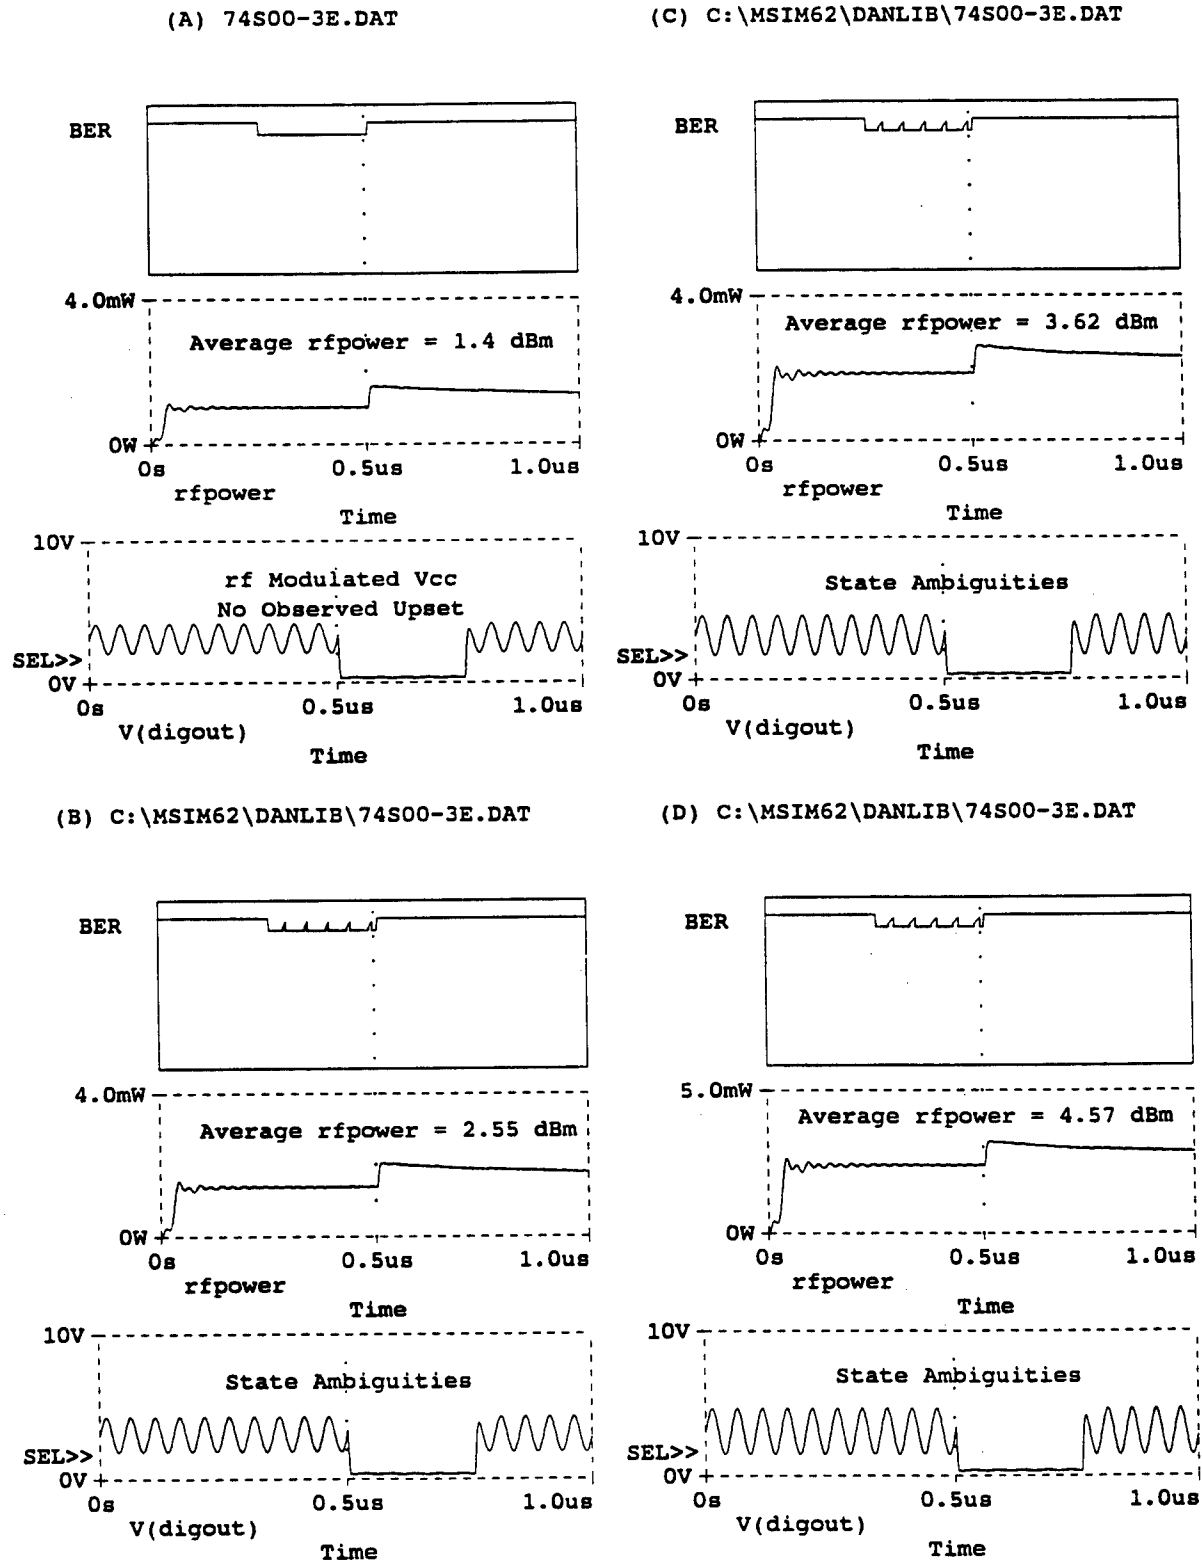 (A) 74S00-3E.DAT
BER
4.0mW
Average rfpower = 1.4 dBm
0W
0s 0.5us 1.0us
rfpower
Time
10V
rf Modulated Vcc
No Observed Upset
SEL>>
0V
0s 0.5us 1.0us
V(digout)
Time
(B) C:\MSIM62\DANLIB\74S00-3E.DAT
BER
4.0mW
Average rfpower = 2.55 dBm
0W
0s 0.5us 1.0us
rfpower
Time
10V
State Ambiguities
SEL>>
0V
0s 0.5us 1.0us
V(digout)
Time
(C) C:\MSIM62\DANLIB\74S00-3E.DAT
BER
4.0mW
Average rfpower = 3.62 dBm
0W
0s 0.5us 1.0us
rfpower
Time
10V
State Ambiguities
SEL>>
0V
0s 0.5us 1.0us
V(digout)
Time
(D) C:\MSIM62\DANLIB\74S00-3E.DAT
BER
5.0mW
Average rfpower = 4.57 dBm
0W
0s 0.5us 1.0us
rfpower
Time
10V
State Ambiguities
SEL>>
0V
0s 0.5us 1.0us
V(digout)
Time